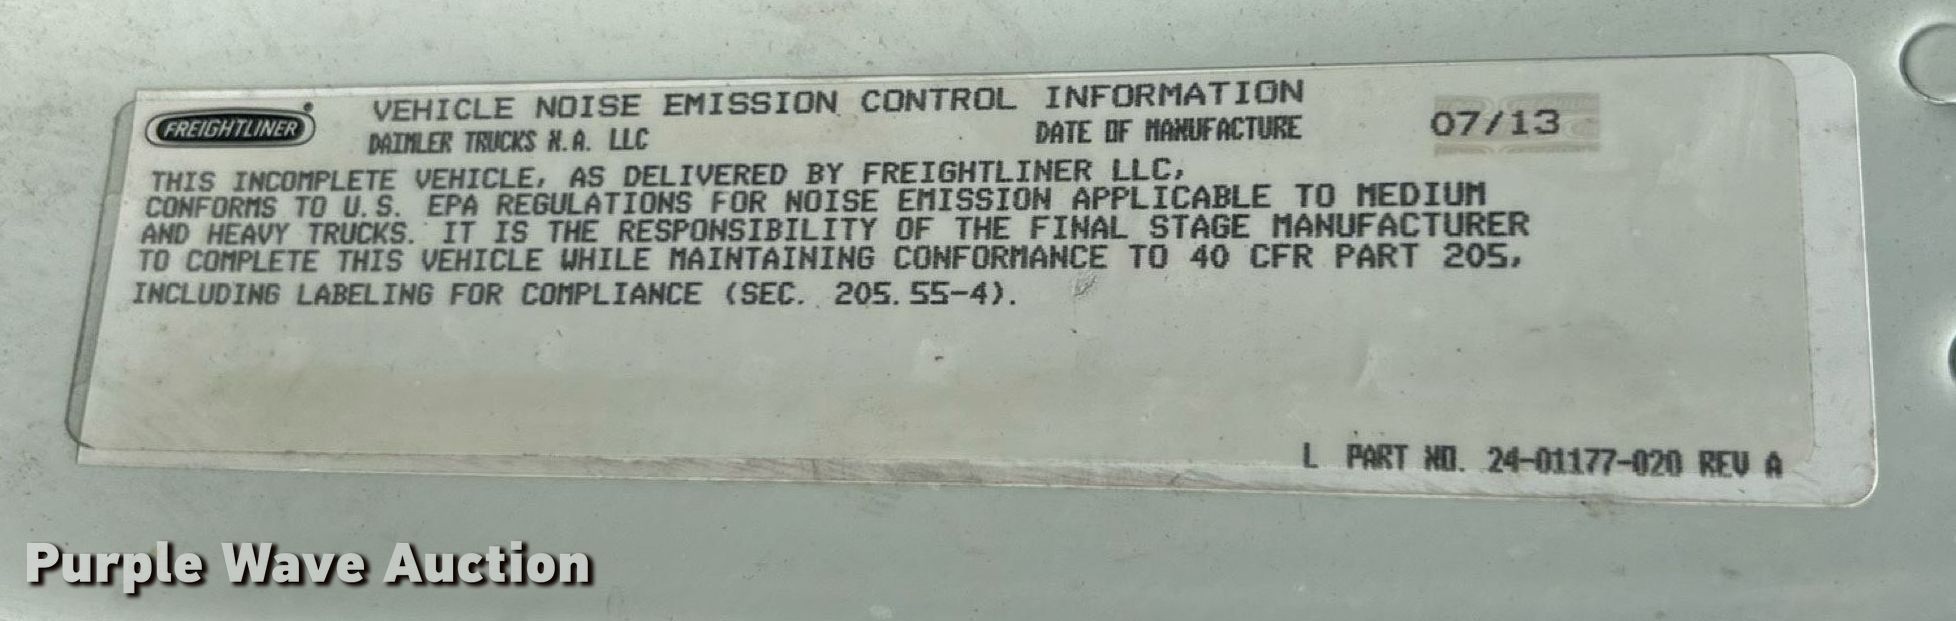 FREIGHTLINER
VEHICLE NOISE EMISSION CONTROL INFORMATION
DAIMLER TRUCKS N.A. LLC
DATE OF MANUFACTURE 07/13
THIS INCOMPLETE VEHICLE, AS DELIVERED BY FREIGHTLINER LLC,
CONFORMS TO U.S. EPA REGULATIONS FOR NOISE EMISSION APPLICABLE TO MEDIUM
AND HEAVY TRUCKS. IT IS THE RESPONSIBILITY OF THE FINAL STAGE MANUFACTURER
TO COMPLETE THIS VEHICLE WHILE MAINTAINING CONFORMANCE TO 40 CFR PART 205,
INCLUDING LABELING FOR COMPLIANCE (SEC. 205.55-4).
L PART NO. 24-01177-020 REV A
Purple Wave Auction